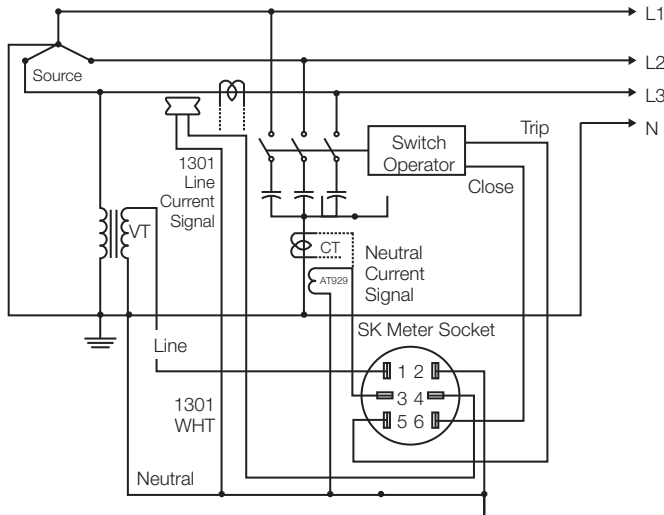 L1
L2
Source
L3
N
Trip
Switch
Operator
1301
Line
Current
Signal
Close
VT
CT
Neutral
Current
Signal
AT929
SK Meter Socket
Line
1 2
3 4
5 6
1301
WHT
Neutral